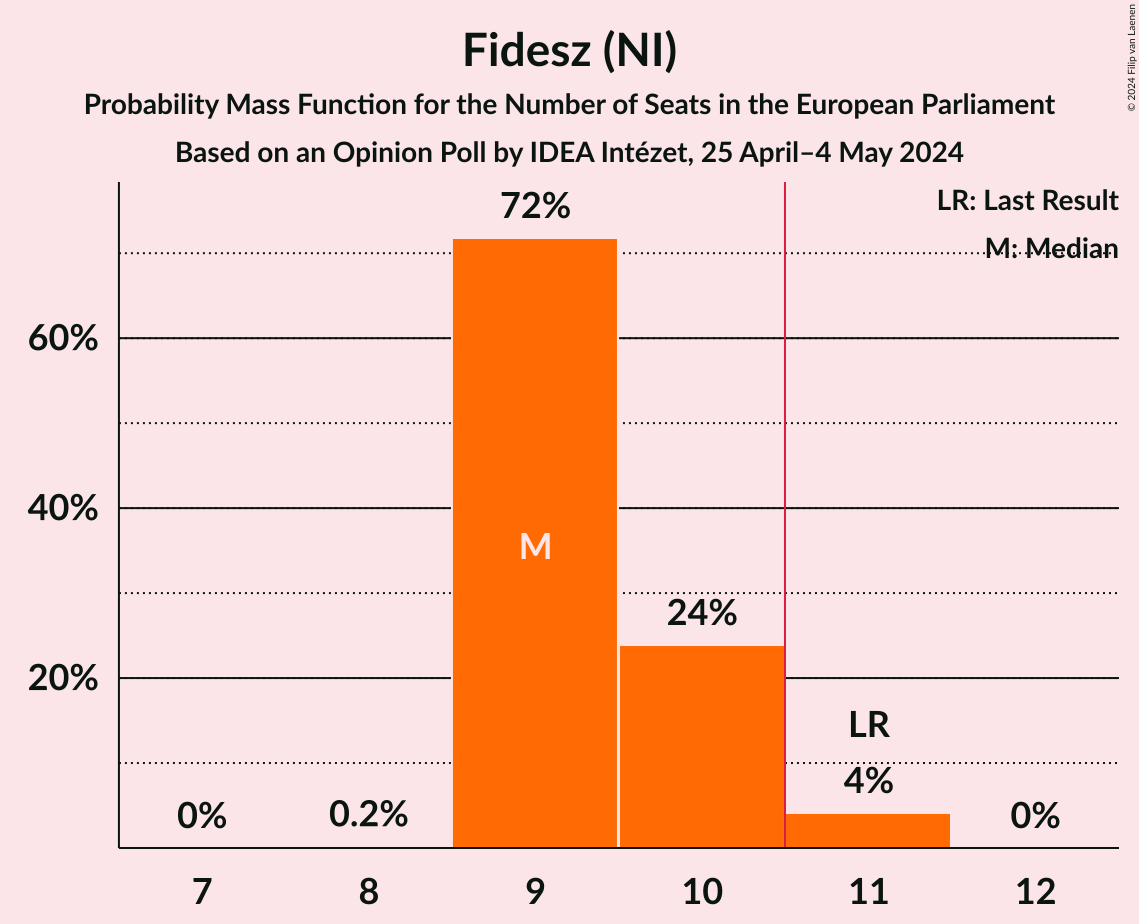 Fidesz (NI)
Probability Mass Function for the Number of Seats in the European Parliament
Based on an Opinion Poll by IDEA Intézet, 25 April–4 May 2024
© 2024 Filip van Laenen
LR: Last Result
M: Median
72%
60%
40%
M
24%
20%
LR
4%
0%
0.2%
0%
7
8
9
10
11
12